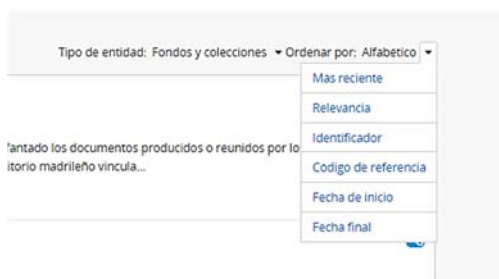 Tipo de entidad: Fondos y colecciones Ordenar por: Alfabetico
Mas reciente
Relevancia
Identificador
fantado los documentos producidos o reunidos por lo
Codigo de referencia
itorio madrileño vincula...
Fecha de inicio
Fecha final